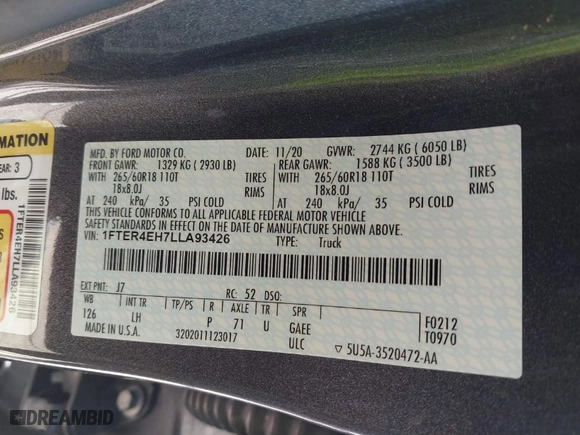 MFD. BY FORD MOTOR CO. 11/20 GVWR: 2744 KG ( 6050 LB)
FRONT GAWR: 1329 KG ( 2930 LB) REAR GAWR: 1588 KG ( 3500 LB)
WITH 265/60R18 110T TIRES WITH 265/60R18 110T TIRES
18x8.0J RIMS 18x8.0J RIMS
AT 240 kPa/ 35 PSI COLD AT 240 kPa/ 35 PSI COLD
THIS VEHICLE CONFORMS TO ALL APPLICABLE FEDERAL MOTOR VEHICLE
SAFETY STANDARDS IN EFFECT ON THE DATE OF MANUFACTURE SHOWN ABOVE.
VIN: 1FTER4EH7LLA93426 TYPE: Truck
EXT PNT: J7 RC: 52 DSO:
WB INT TR TP/PS R AXLE TR SPR
126 LH P 71 U GAEE F0212
MADE IN U.S.A. 3202011123017 ULC T0970
▽ 5U5A-3520472-AA
MATION
EAR: 3
lbs.
1FTER4EH7LLA93426
DREAMBID